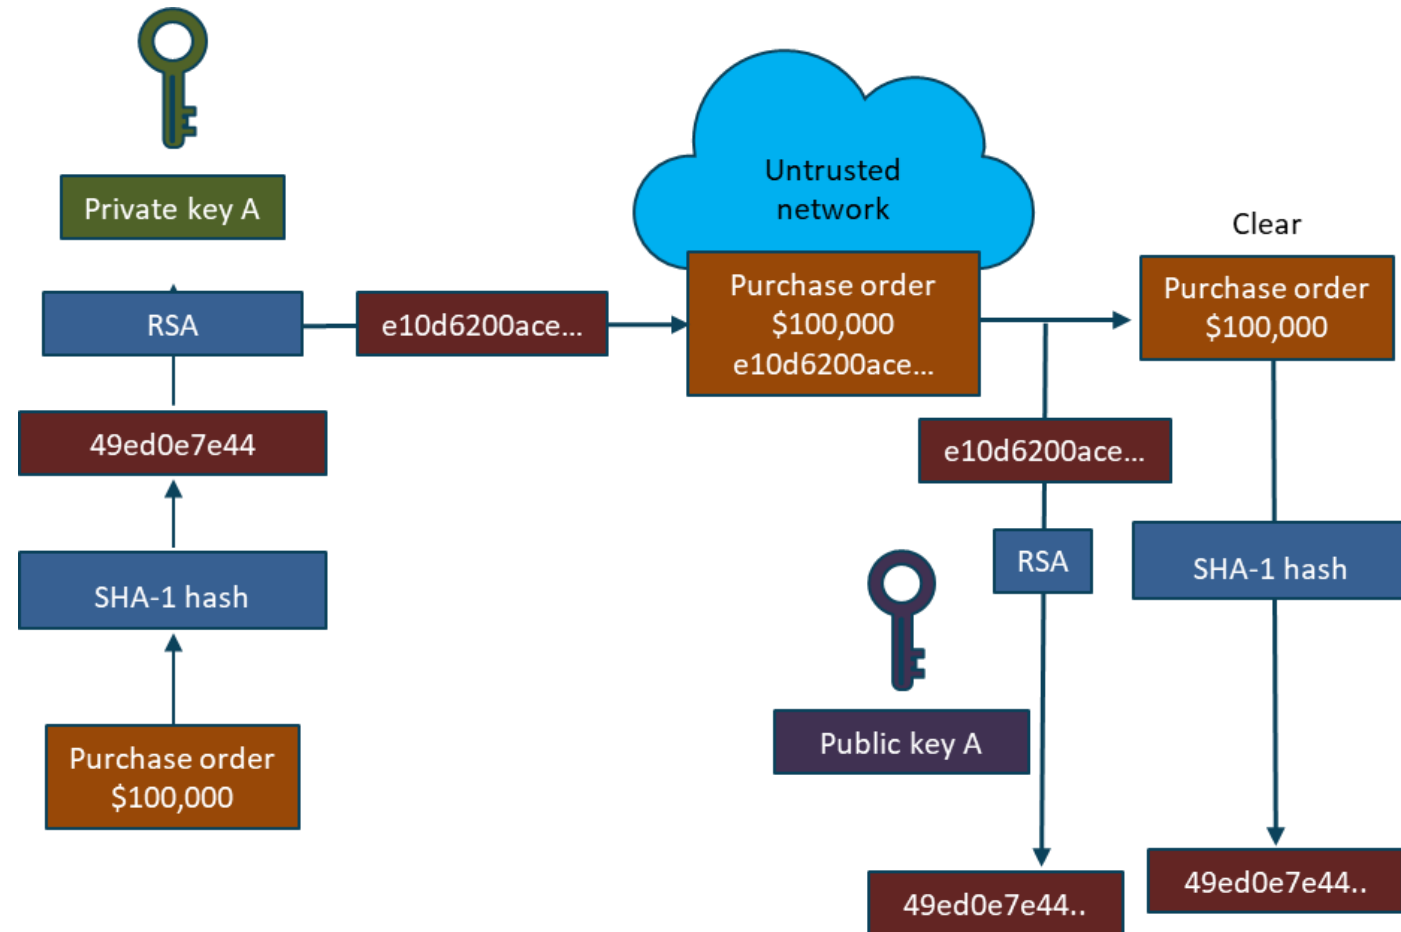 Private key A
RSA
e10d6200ace...
49ed0e7e44
SHA-1 hash
Purchase order
$100,000
Untrusted
network
Purchase order
$100,000
e10d6200ace...
Clear
Purchase order
$100,000
e10d6200ace...
RSA
SHA-1 hash
Public key A
49ed0e7e44..
49ed0e7e44..